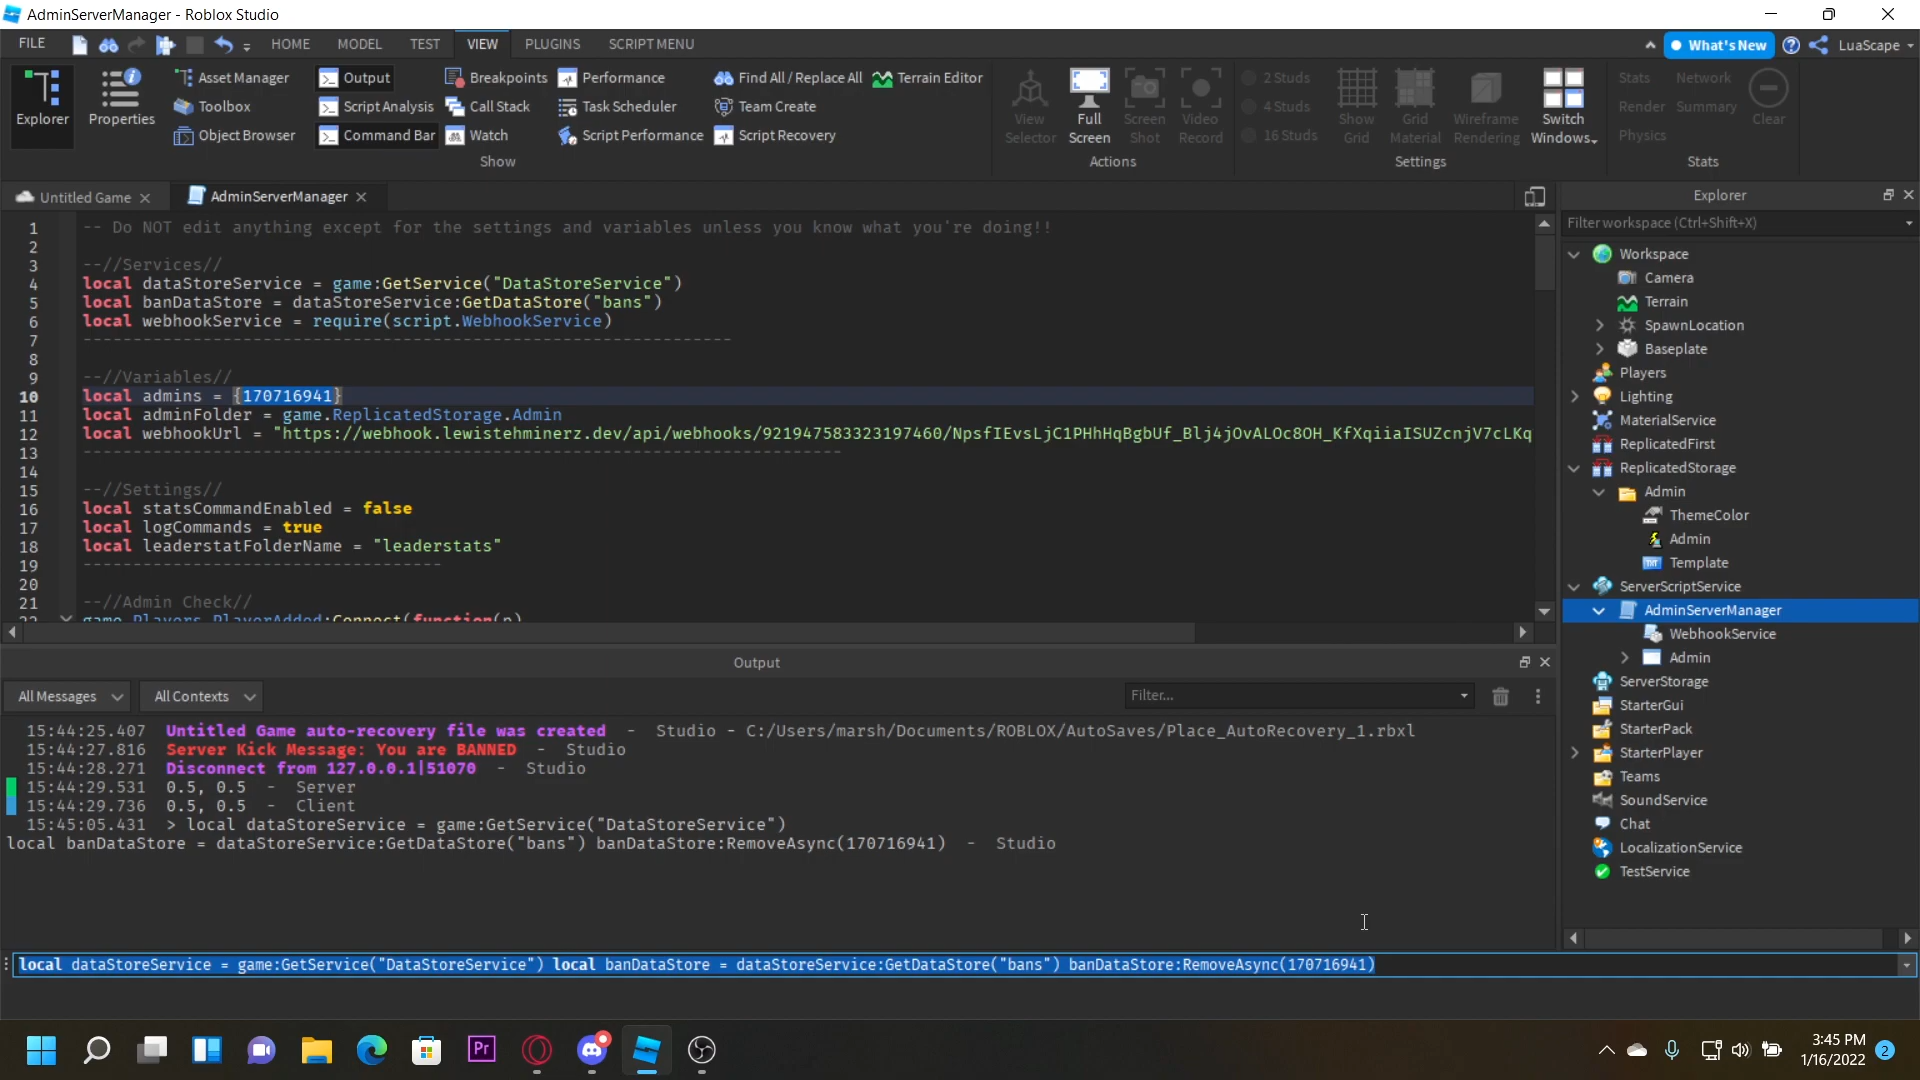 AdminServerManager - Roblox Studio
FILE HOME MODEL TEST VIEW PLUGINS SCRIPT MENU What's New LuaScape
Explorer
Properties
Asset Manager
Toolbox
Object Browser
Output
Script Analysis
Command Bar
Breakpoints
Call Stack
Watch
Performance
Task Scheduler
Script Performance
Find All / Replace All
Team Create
Script Recovery
Terrain Editor
Show
View
Selector
Full
Screen
Screen
Shot
Video
Record
Actions
2 Studs
4 Studs
16 Studs
Show
Grid
Grid
Material
Wireframe
Rendering
Switch
Windows
Settings
Stats Network
Render Summary
Physics
Clear
Stats
Untitled Game
AdminServerManager
1 -- Do NOT edit anything except for the settings and variables unless you know what you're doing!!
2
3 --//Services//
4 local dataStoreService = game:GetService("DataStoreService")
5 local banDataStore = dataStoreService:GetDataStore("bans")
6 local webhookService = require(script.WebhookService)
7 -----------------------------------------------------------------
8
9 --//Variables//
10 local admins = {170716941}
11 local adminFolder = game.ReplicatedStorage.Admin
12 local webhookUrl = "https://webhook.lewistehminerz.dev/api/webhooks/921947583323197460/NpsfIEvsLjC1PHhHqBgbUf_Blj4jOvALOc8OH_KfXqiiaISUZcnjV7cLKq
13 ----------------------------------------------------------------------------
14
15 --//Settings//
16 local statsCommandEnabled = false
17 local logCommands = true
18 local leaderstatFolderName = "leaderstats"
19 ------------------------------------
20
21 --//Admin Check//
22 game.Players.PlayerAdded:Connect(function(p)
Output
All Messages All Contexts Filter...
15:44:25.407 Untitled Game auto-recovery file was created - Studio - C:/Users/marsh/Documents/ROBLOX/AutoSaves/Place_AutoRecovery_1.rbxl
15:44:27.816 Server Kick Message: You are BANNED - Studio
15:44:28.271 Disconnect from 127.0.0.1|51070 - Studio
15:44:29.531 0.5, 0.5 - Server
15:44:29.736 0.5, 0.5 - Client
15:45:05.431 > local dataStoreService = game:GetService("DataStoreService")
local banDataStore = dataStoreService:GetDataStore("bans") banDataStore:RemoveAsync(170716941) - Studio
local dataStoreService = game:GetService("DataStoreService") local banDataStore = dataStoreService:GetDataStore("bans") banDataStore:RemoveAsync(170716941)
Explorer
Filter workspace (Ctrl+Shift+X)
Workspace
Camera
Terrain
SpawnLocation
Baseplate
Players
Lighting
MaterialService
ReplicatedFirst
ReplicatedStorage
Admin
ThemeColor
Admin
TXT Template
ServerScriptService
AdminServerManager
WebhookService
Admin
ServerStorage
StarterGui
StarterPack
StarterPlayer
Teams
SoundService
Chat
LocalizationService
TestService
Pr
3:45 PM
1/16/2022
2